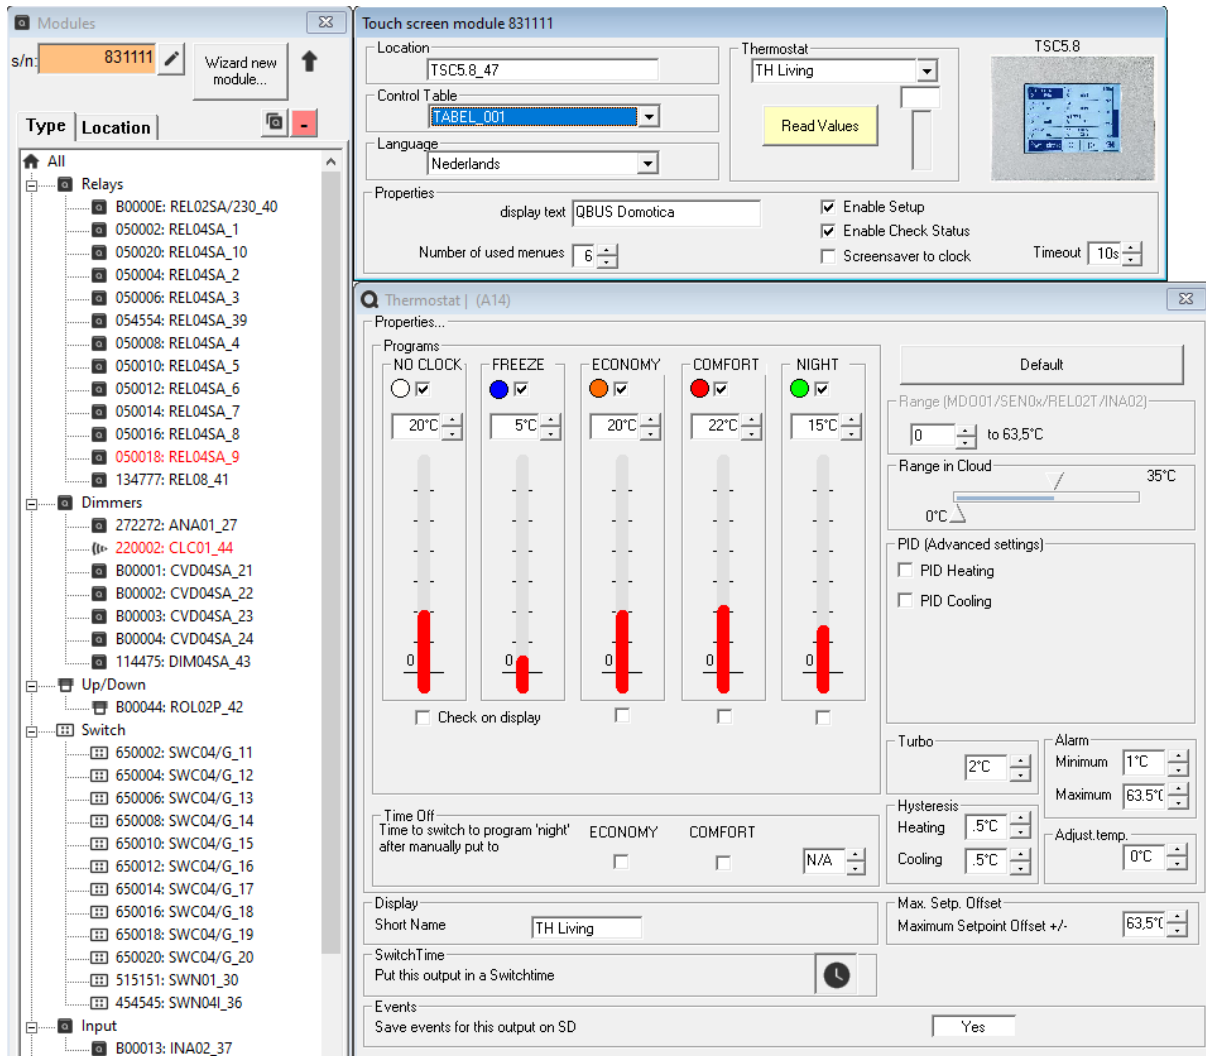 Modules
s/n:
831111
Wizard new
module...
Type
Location
All
Relays
B0000E: REL02SA/230_40
050002: REL04SA_1
050020: REL04SA_10
050004: REL04SA_2
050006: REL04SA_3
054554: REL04SA_39
050008: REL04SA_4
050010: REL04SA_5
050012: REL04SA_6
050014: REL04SA_7
050016: REL04SA_8
050018: REL04SA_9
134777: REL08_41
Dimmers
272272: ANA01_27
220002: CLC01_44
B00001: CVD04SA_21
B00002: CVD04SA_22
B00003: CVD04SA_23
B00004: CVD04SA_24
114475: DIM04SA_43
Up/Down
B00044: ROL02P_42
Switch
650002: SWC04/G_11
650004: SWC04/G_12
650006: SWC04/G_13
650008: SWC04/G_14
650010: SWC04/G_15
650012: SWC04/G_16
650014: SWC04/G_17
650016: SWC04/G_18
650018: SWC04/G_19
650020: SWC04/G_20
515151: SWN01_30
454545: SWN04I_36
Input
B00013: INA02_37
Touch screen module 831111
Location
TSC5.8_47
Control Table
TABEL_001
Language
Nederlands
Thermostat
TH Living
Read Values
TSC5.8
Properties
display text
QBUS Domotica
Number of used menues
6
Enable Setup
Enable Check Status
Screensaver to clock
Timeout
10s
Thermostat | (A14)
Properties...
Programs
NO CLOCK
FREEZE
ECONOMY
COMFORT
NIGHT
20°C
5°C
20°C
22°C
15°C
0
0
0
0
0
Check on display
Default
Range (MDO01/SEN0x/REL02T/INA02)
0
to 63,5°C
Range in Cloud
35°C
0°C
PID (Advanced settings)
PID Heating
PID Cooling
Turbo
2°C
Alarm
Minimum
1°C
Maximum
63.5°(
Hysteresis
Heating
.5°C
Cooling
.5°C
Adjust.temp.
0°C
Time Off
Time to switch to program 'night'
after manually put to
ECONOMY
COMFORT
N/A
Display
Short Name
TH Living
Max. Setp. Offset
Maximum Setpoint Offset +/-
63,5°(
SwitchTime
Put this output in a Switchtime
Events
Save events for this output on SD
Yes